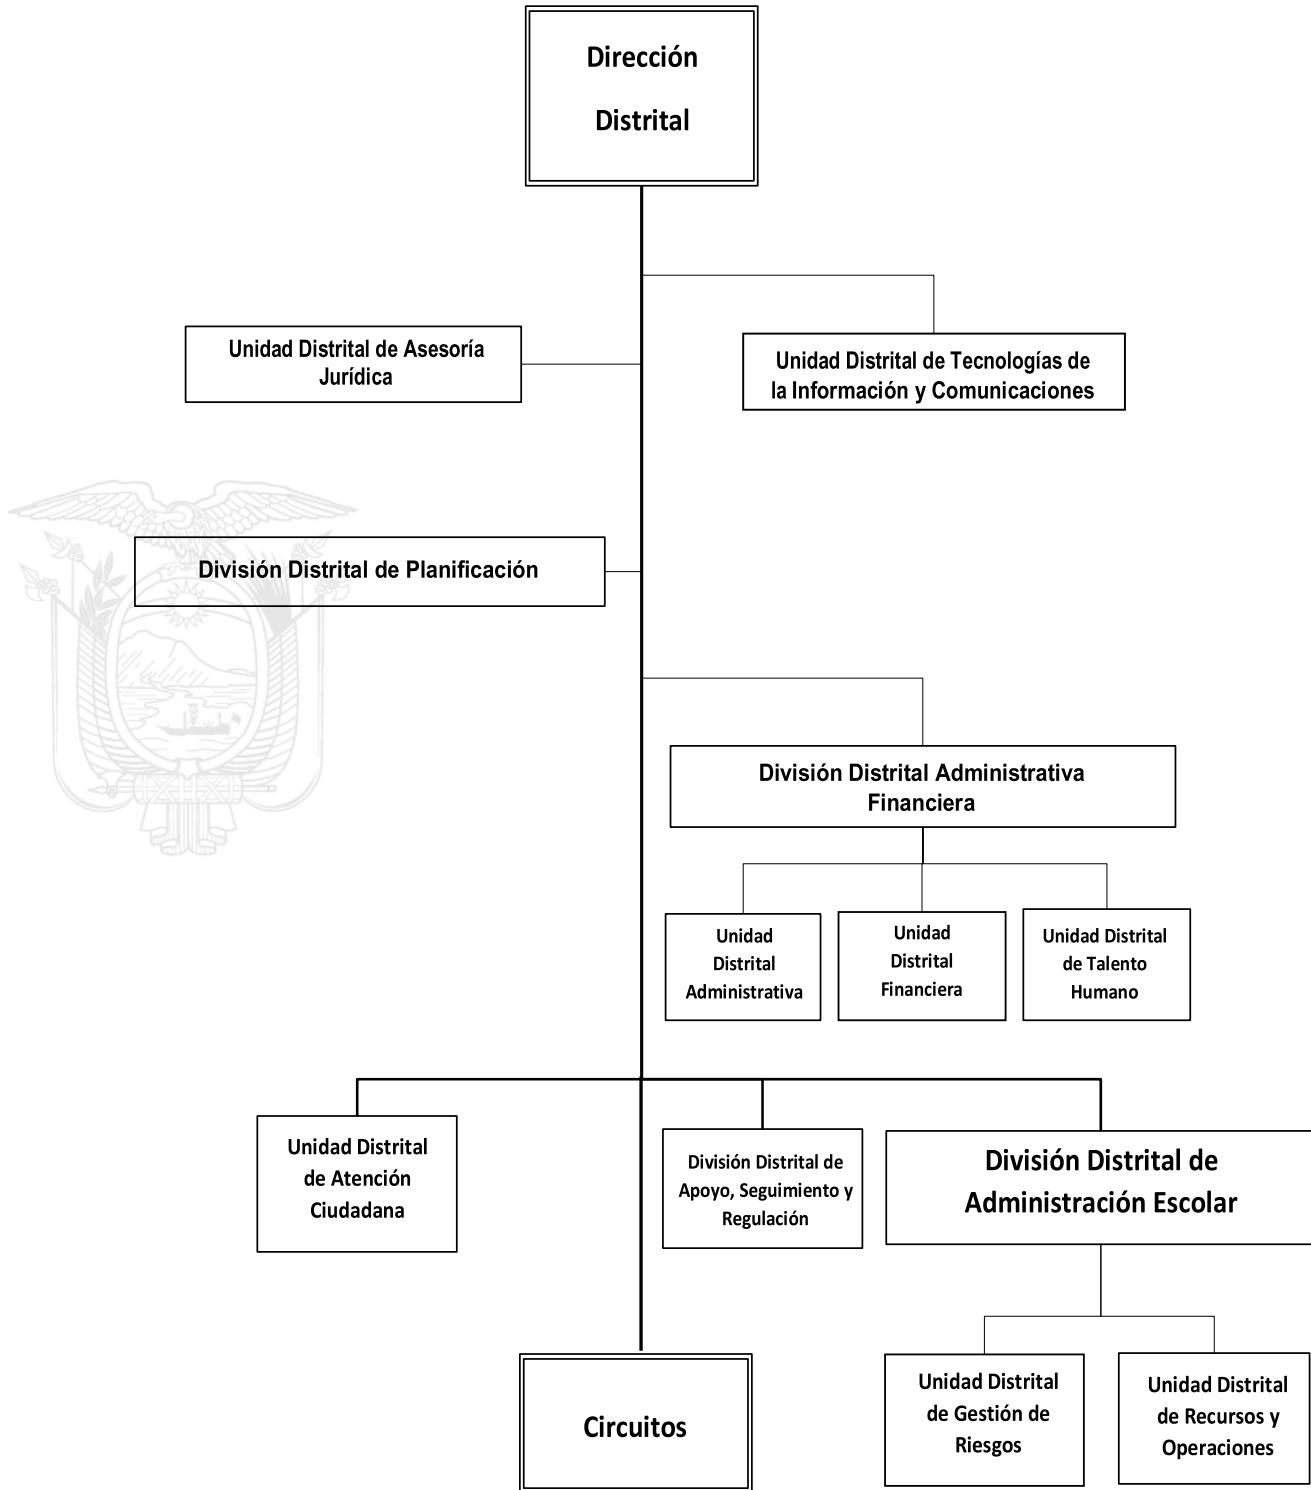 Dirección
Distrital
Unidad Distrital de Asesoría
Jurídica
Unidad Distrital de Tecnologías de
la Información y Comunicaciones
División Distrital de Planificación
División Distrital Administrativa
Financiera
Unidad
Distrital
Administrativa
Unidad
Distrital
Financiera
Unidad Distrital
de Talento
Humano
Unidad Distrital
de Atención
Ciudadana
División Distrital de
Apoyo, Seguimiento y
Regulación
División Distrital de
Administración Escolar
Circuitos
Unidad Distrital
de Gestión de
Riesgos
Unidad Distrital
de Recursos y
Operaciones